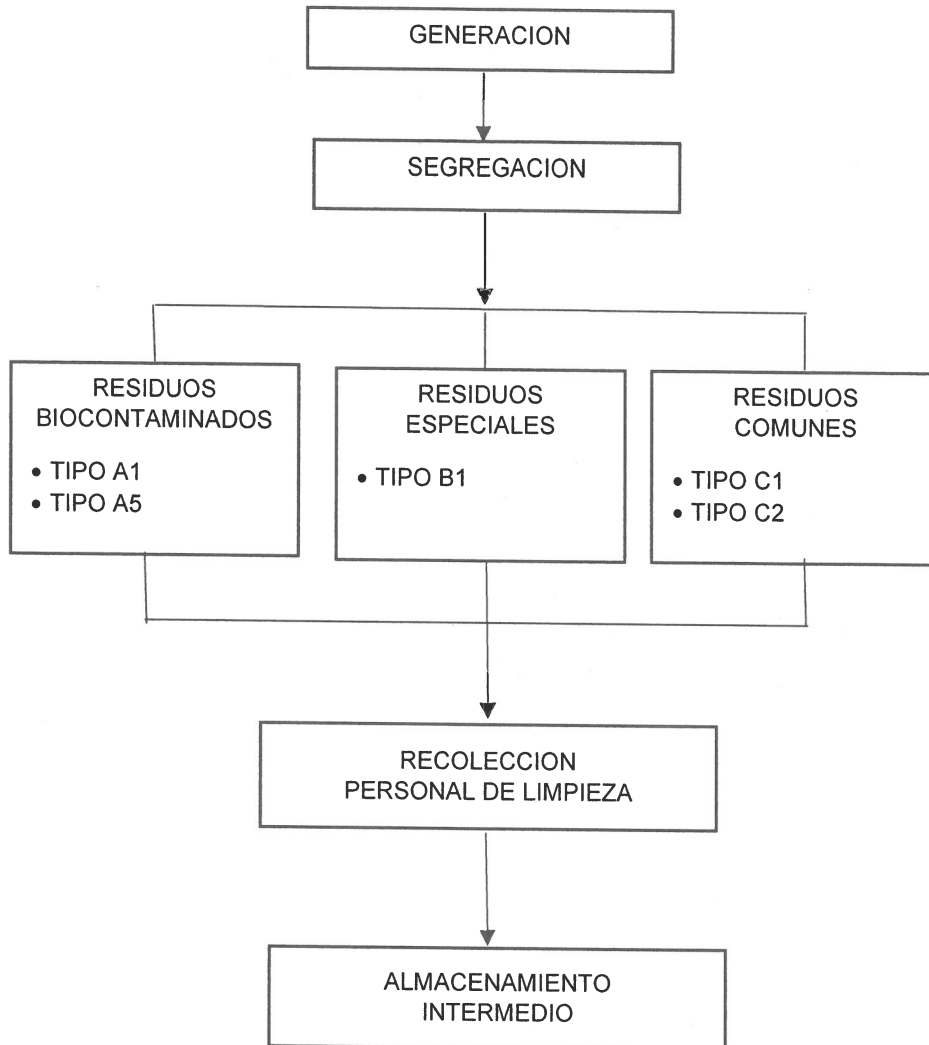 GENERACION
SEGREGACION
RESIDUOS
BIOCONTAMINADOS
• TIPO A1
• TIPO A5
RESIDUOS
ESPECIALES
• TIPO B1
RESIDUOS
COMUNES
• TIPO C1
• TIPO C2
RECOLECCION
PERSONAL DE LIMPIEZA
ALMACENAMIENTO
INTERMEDIO